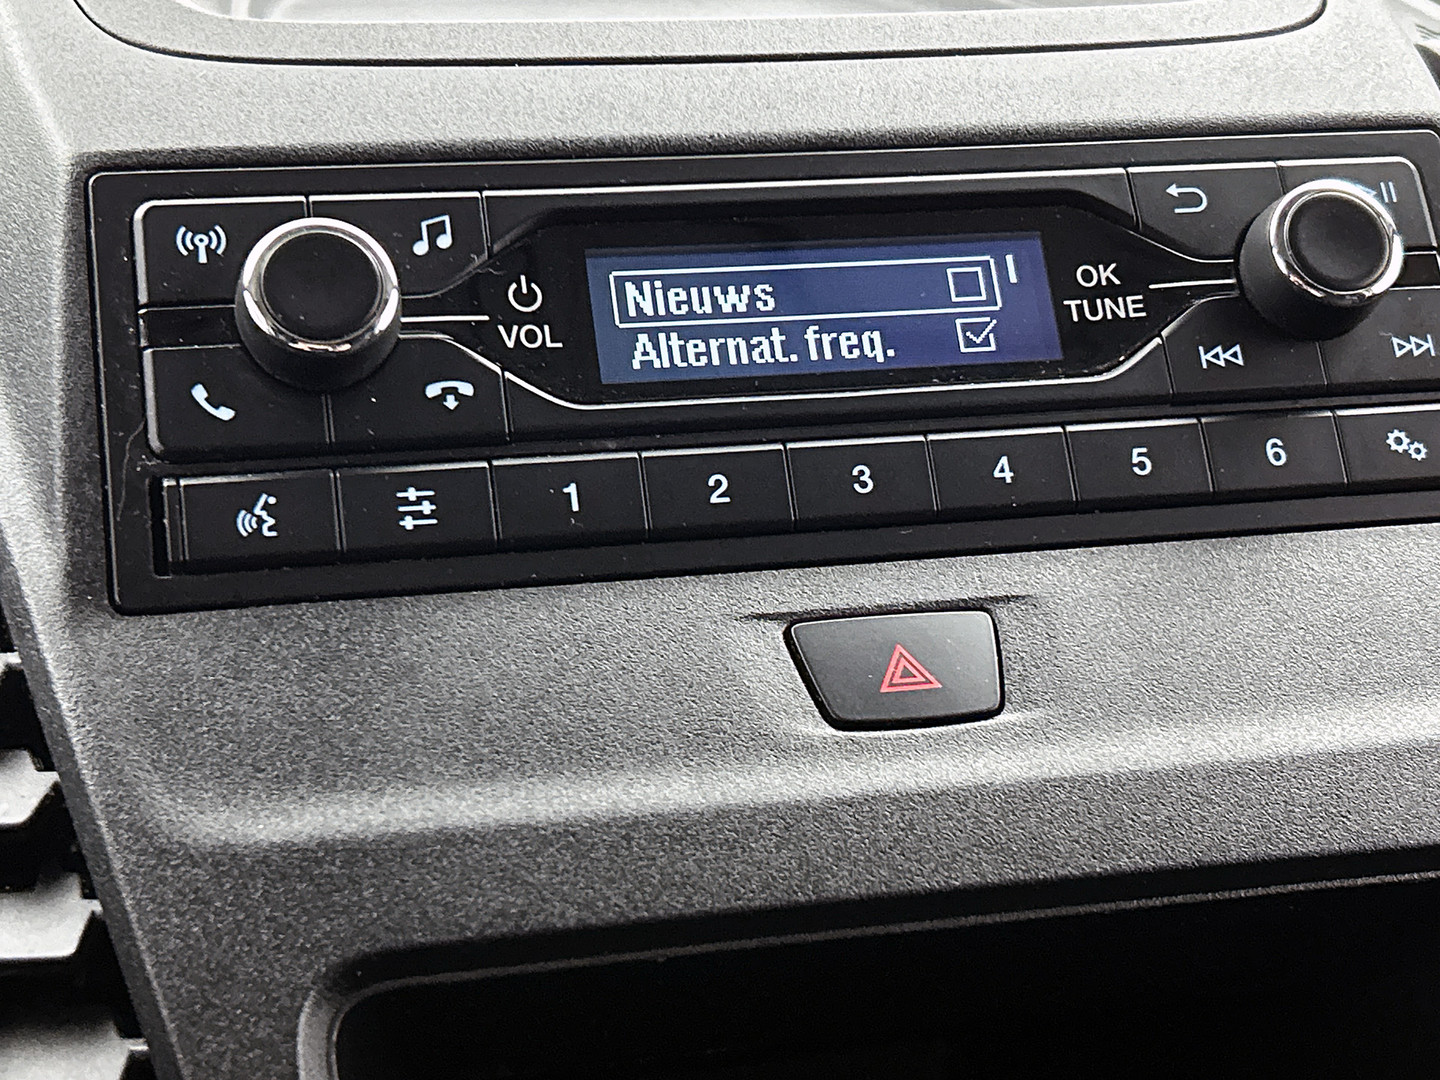 Nieuws
Alternat. freq.
VOL
OK
TUNE
1 2 3 4 5 6